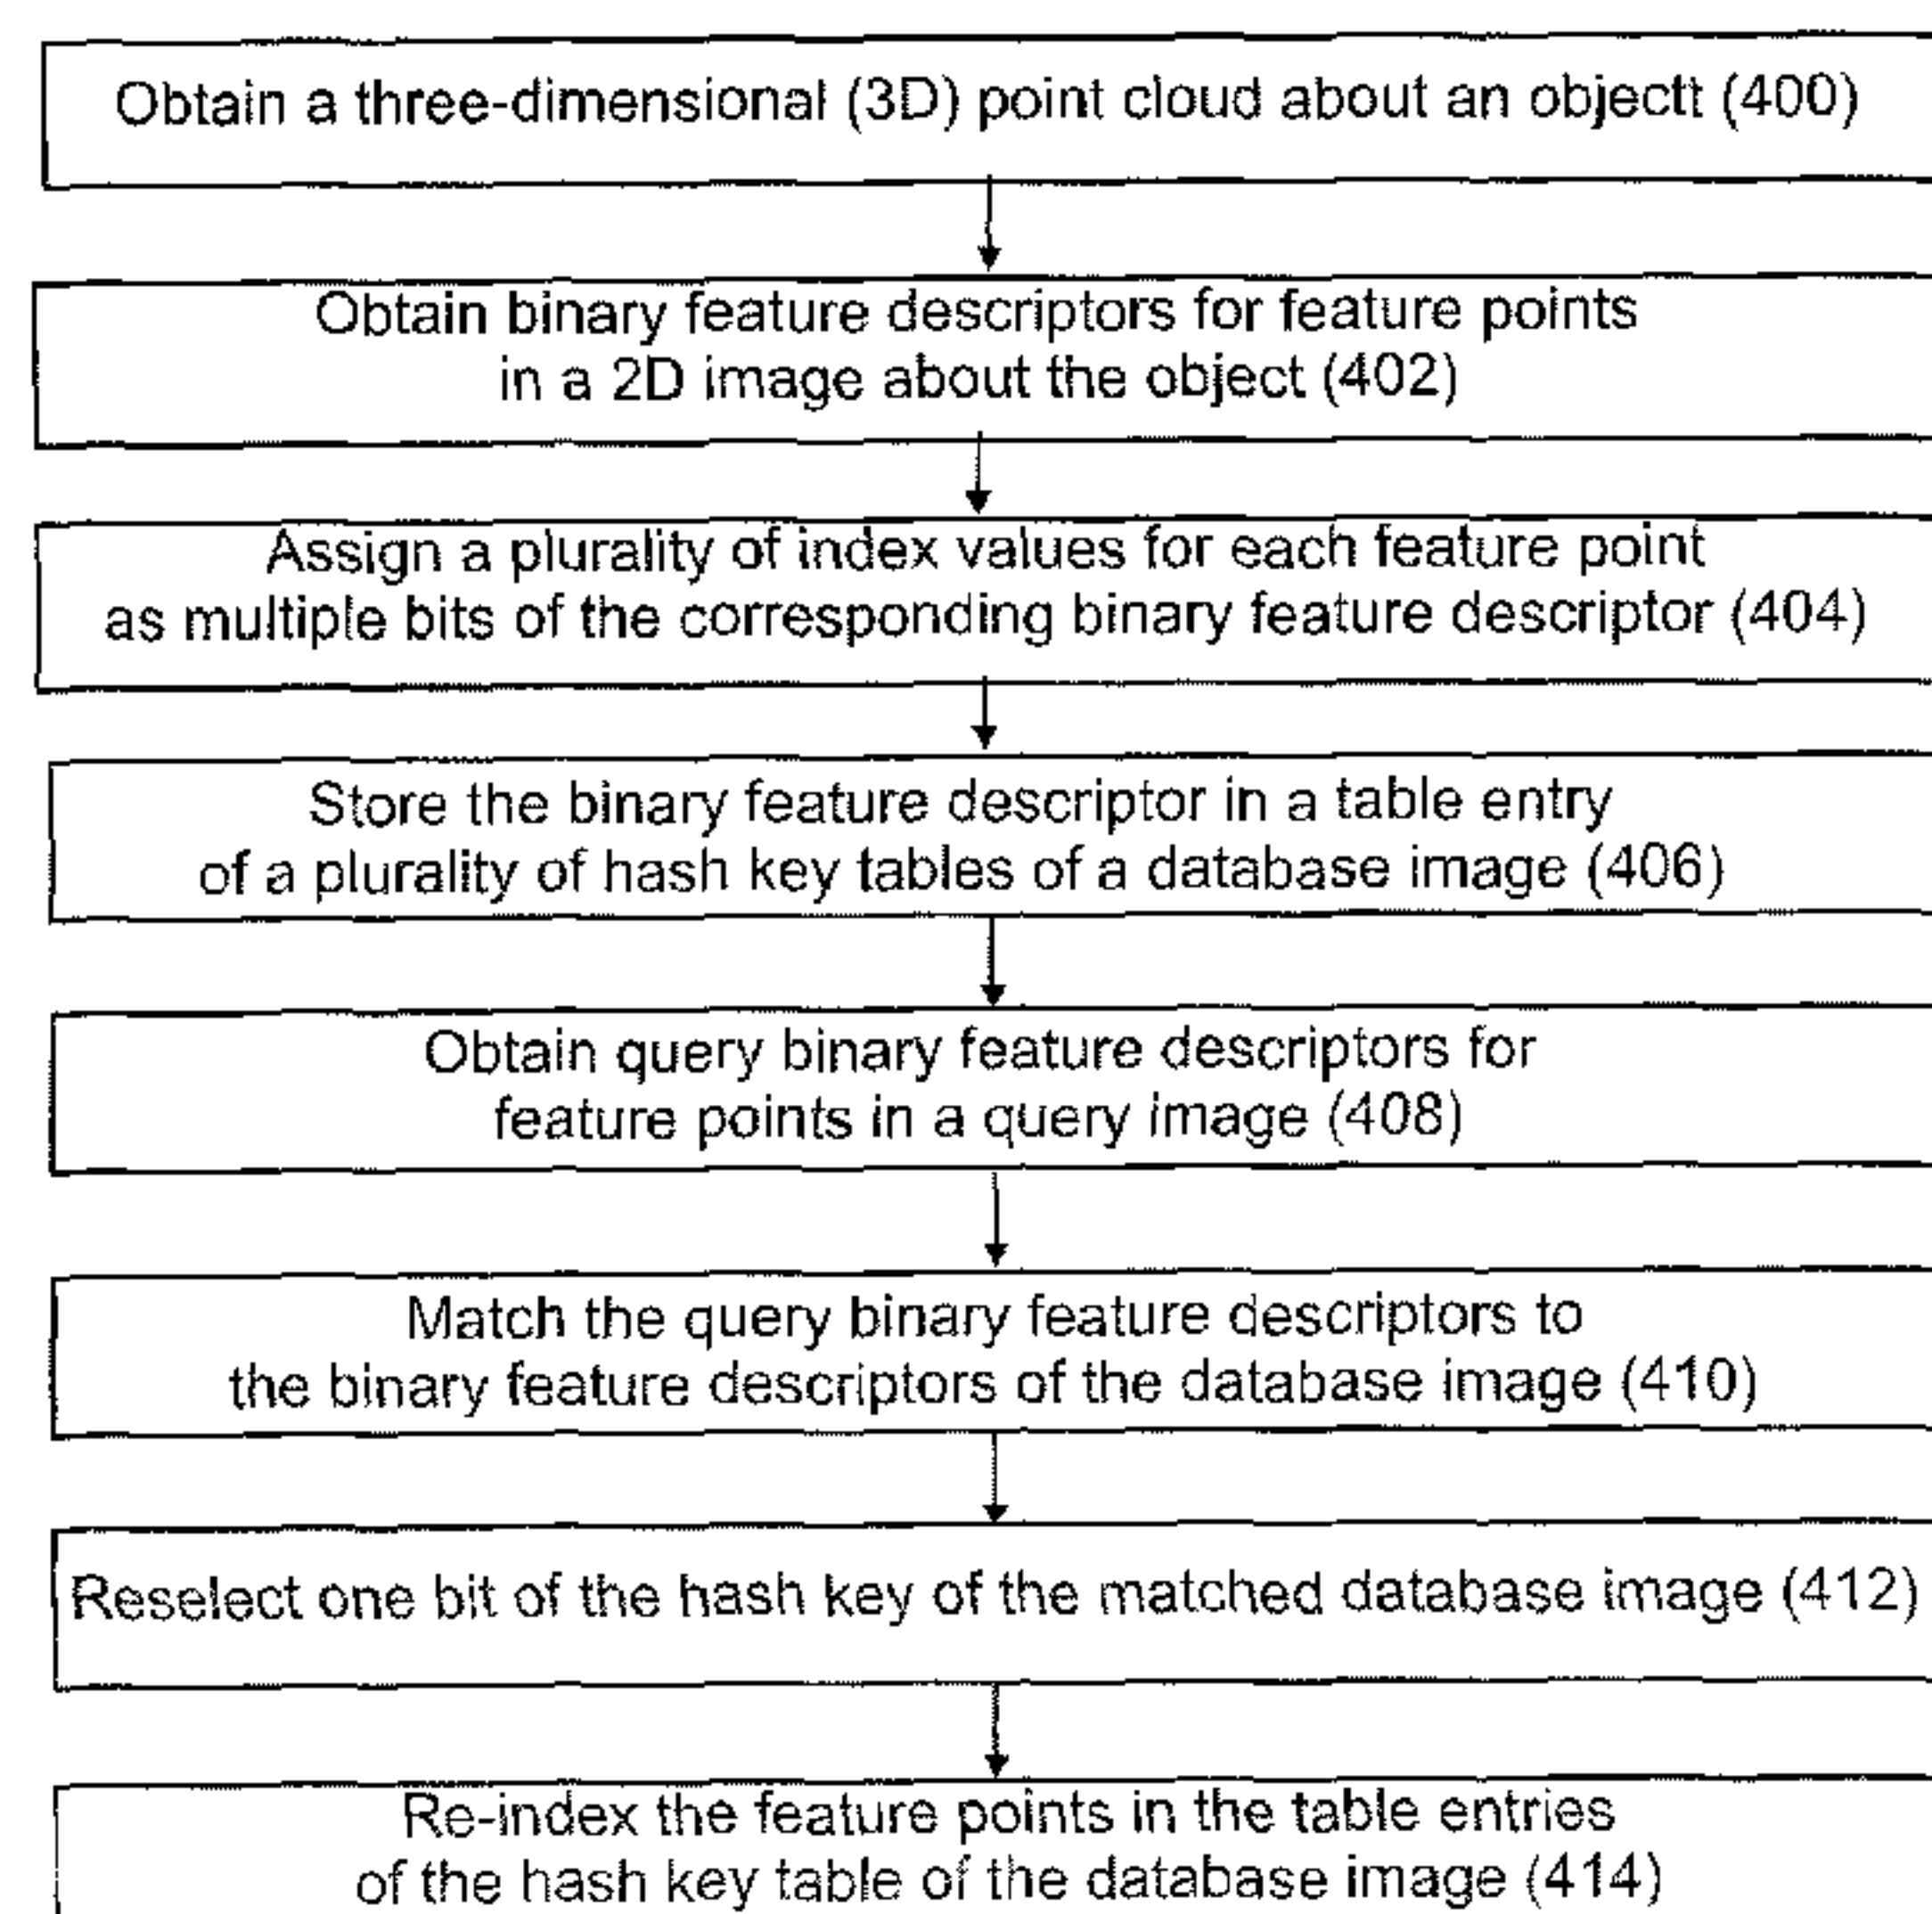 Obtain a three-dimensional (3D) point cloud about an objectt (400)
Obtain binary feature descriptors for feature points
in a 2D image about the object (402)
Assign a plurality of index values for each feature point
as multiple bits of the corresponding binary feature descriptor (404)
Store the binary feature descriptor in a table entry
of a plurality of hash key tables of a database image (406)
Obtain query binary feature descriptors for
feature points in a query image (408)
Match the query binary feature descriptors to
the binary feature descriptors of the database image (410)
Reselect one bit of the hash key of the matched database image (412)
Re-index the feature points in the table entries
of the hash key table of the database image (414)